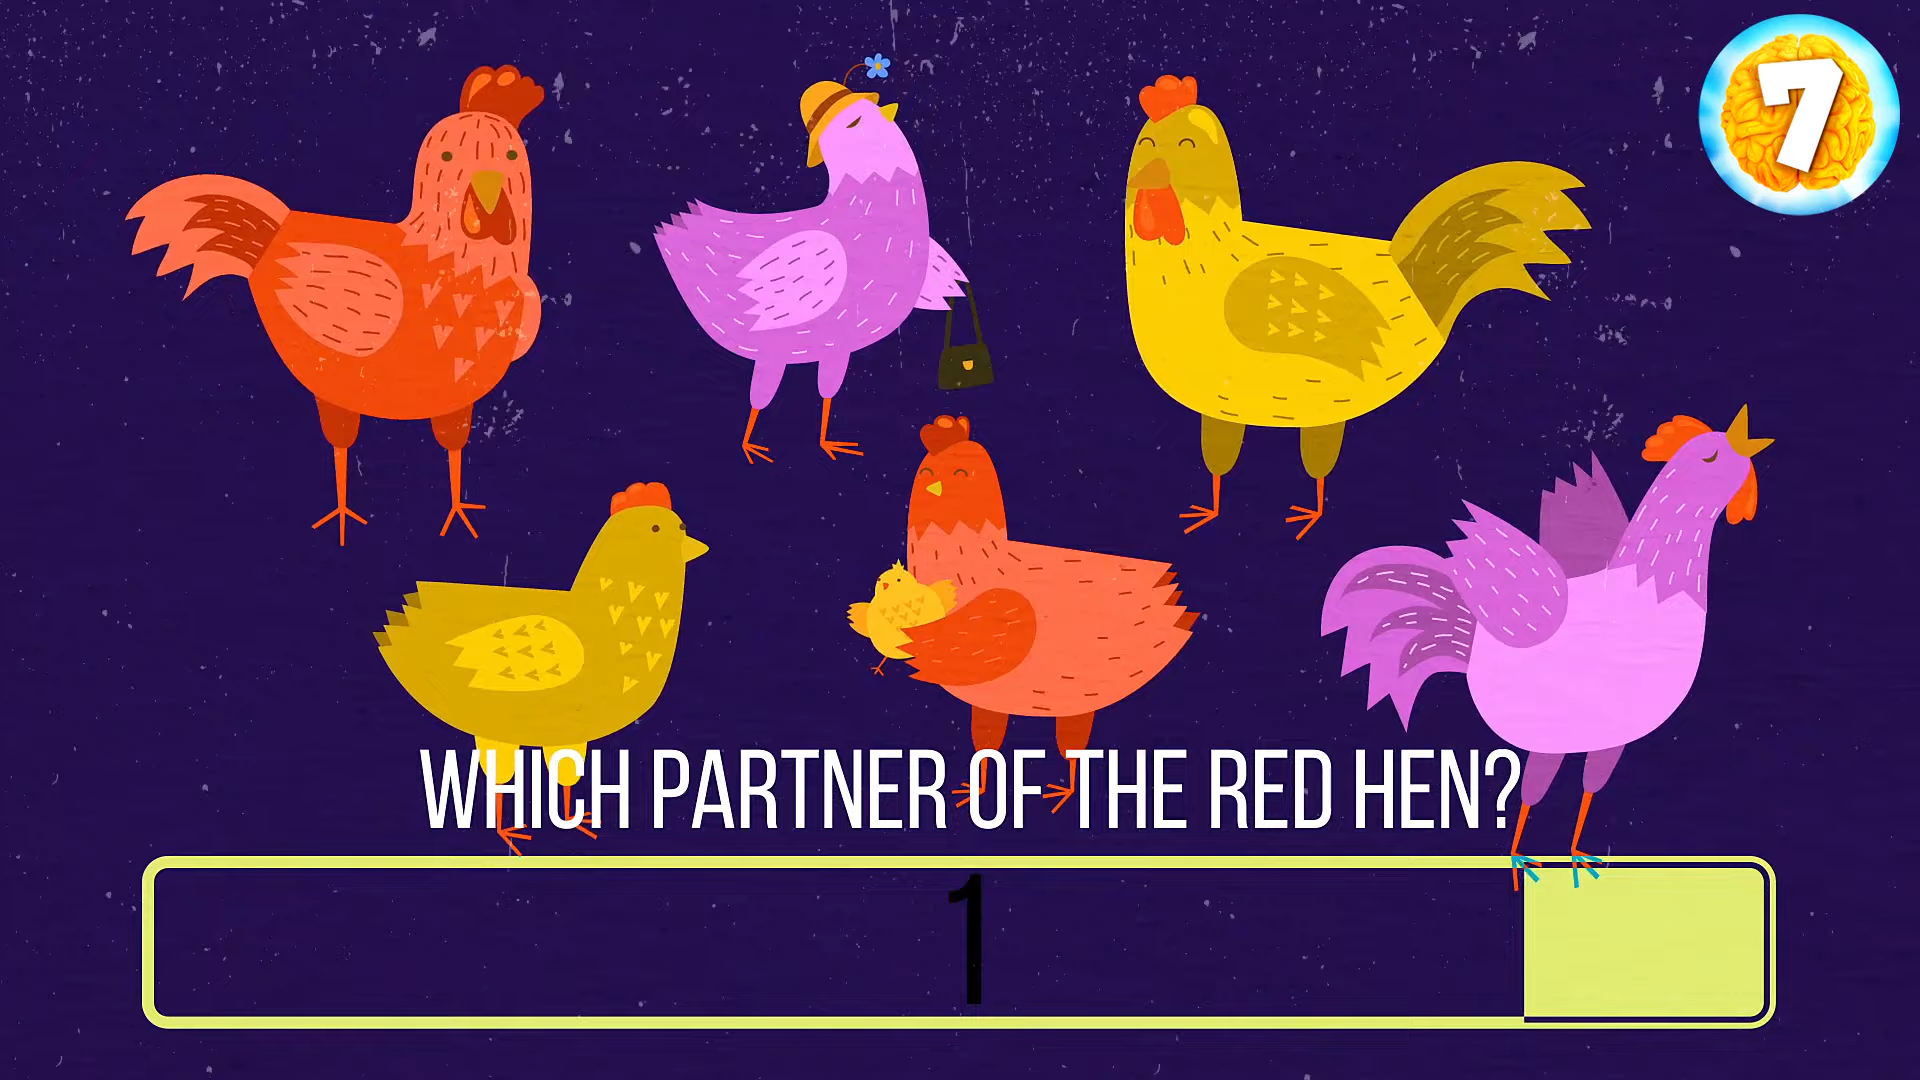 7
WHICH PARTNER OF THE RED HEN?
1